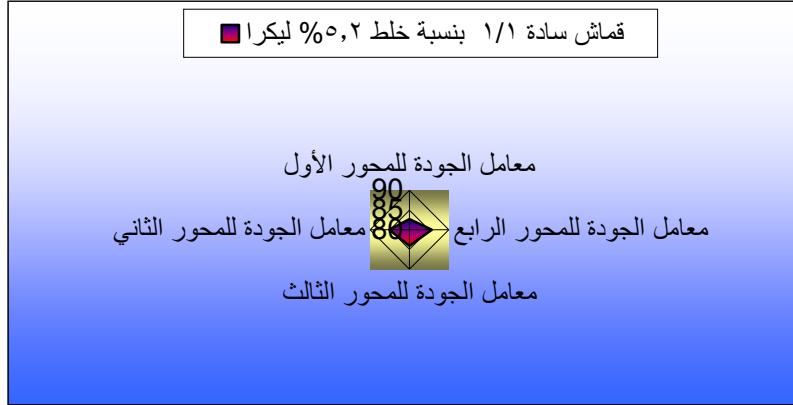 قماش سادة ١/١ بنسبة خلط ٥,٢% ليكرا
معامل الجودة للمحور الأول
90
85
80
معامل الجودة للمحور الرابع
معامل الجودة للمحور الثاني
معامل الجودة للمحور الثالث